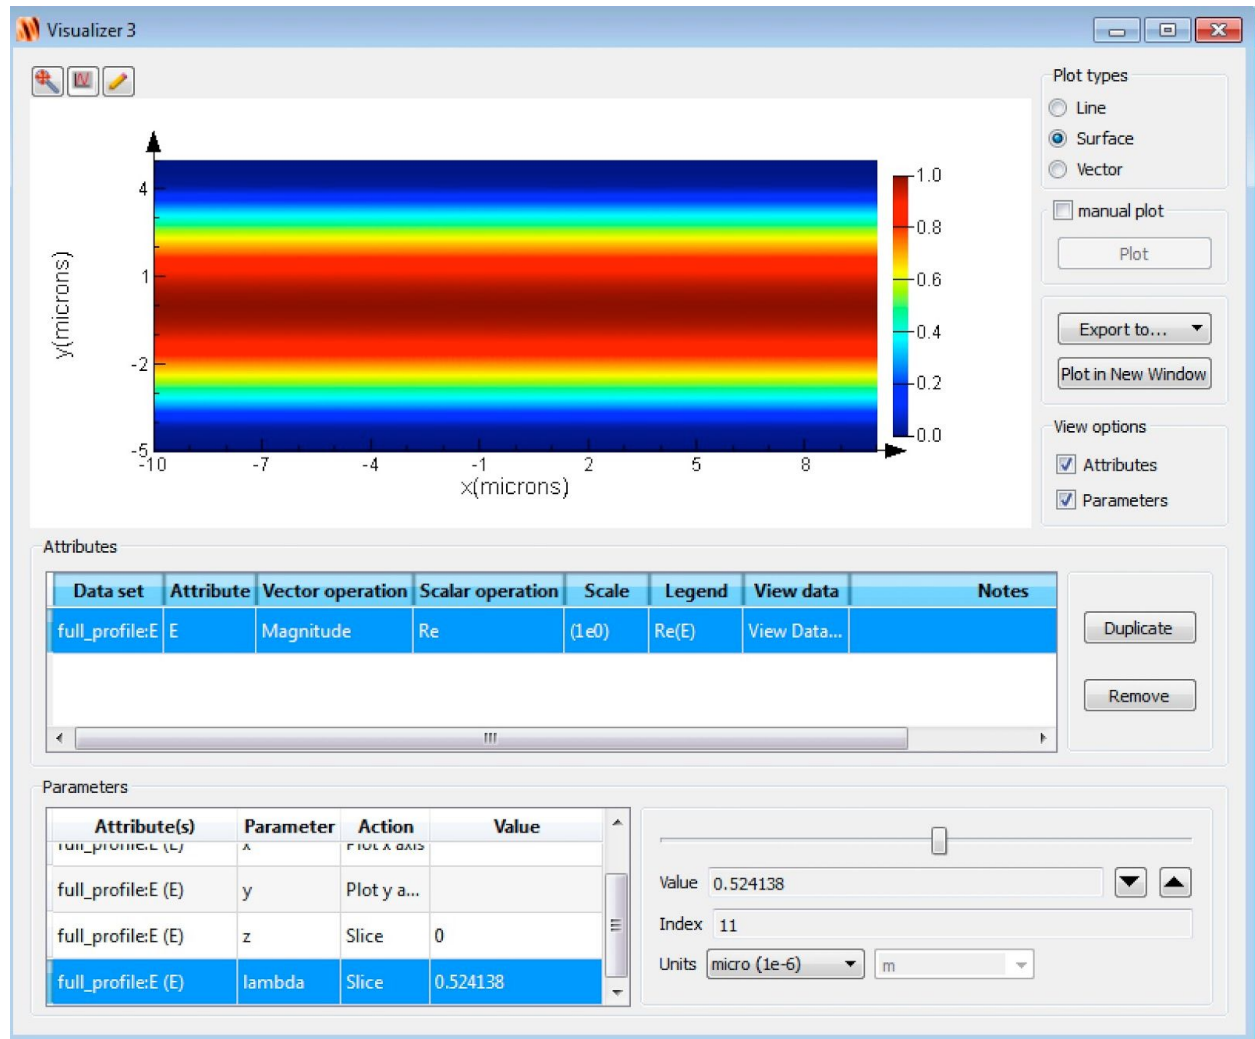 Visualizer 3
Plot types
Line
Surface
Vector
manual plot
Plot
Export to...
Plot in New Window
View options
Attributes
Parameters
4
1
-2
-5
y(microns)
-10 -7 -4 -1 2 5 8
x(microns)
1.0
0.8
0.6
0.4
0.2
0.0
Attributes
Data set Attribute Vector operation Scalar operation Scale Legend View data Notes
full_profile:E E Magnitude Re (1e0) Re(E) View Data...
Duplicate
Remove
Parameters
Attribute(s) Parameter Action Value
full_profile:E (E) x Plot x axis
full_profile:E (E) y Plot y a...
full_profile:E (E) z Slice 0
full_profile:E (E) lambda Slice 0.524138
Value 0.524138
Index 11
Units micro (1e-6) m